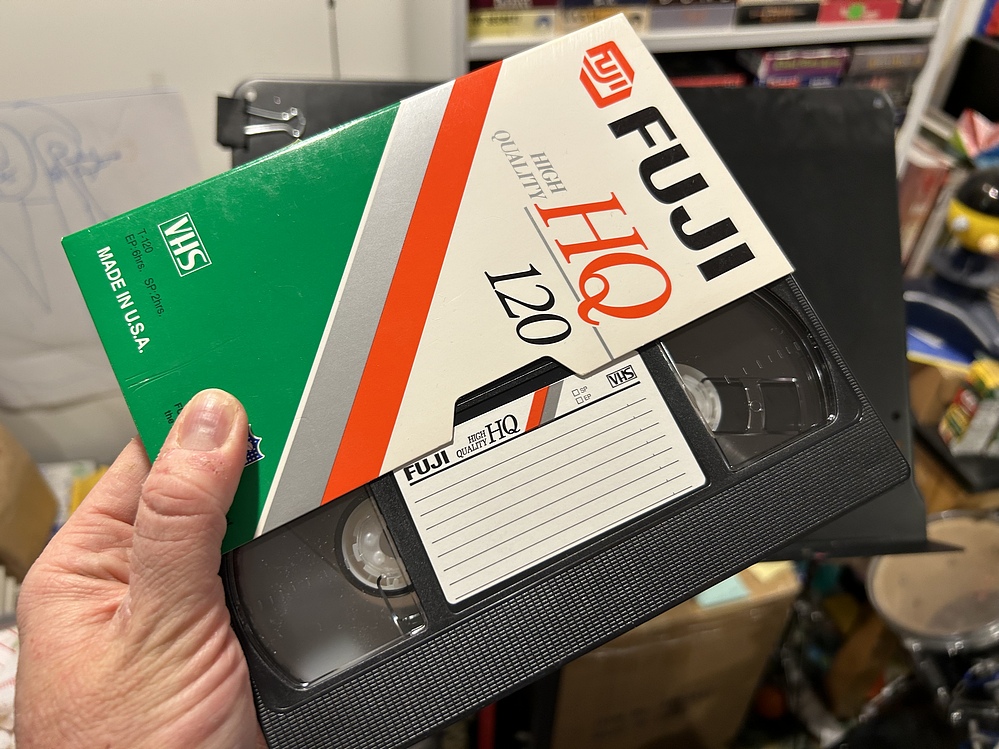 FUJI
FUJI
HIGH
QUALITY
HQ
120
VHS
T-120
EP-6hrs. SP-2hrs.
MADE IN U.S.A.
FUJI
HIGH
QUALITY
HQ
VHS
SP
EP